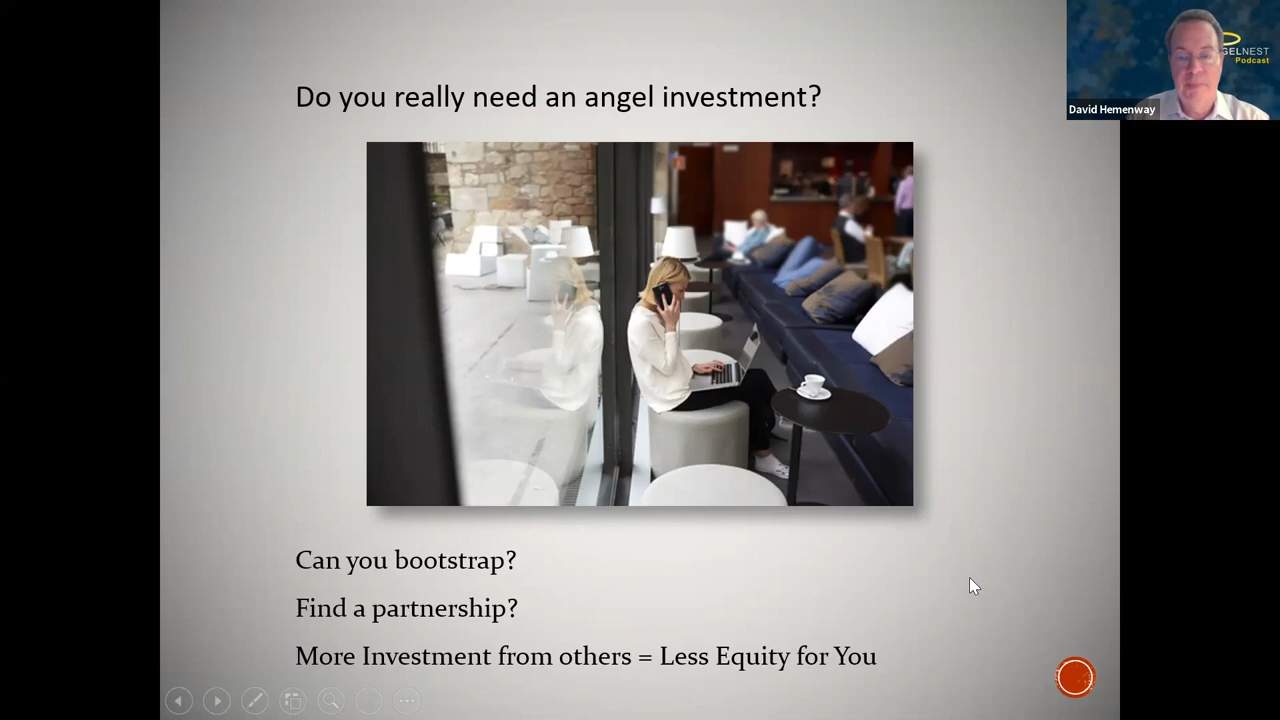 Do you really need an angel investment?
GELNEST
Podcast
David Hemenway
Can you bootstrap?
Find a partnership?
More Investment from others = Less Equity for You